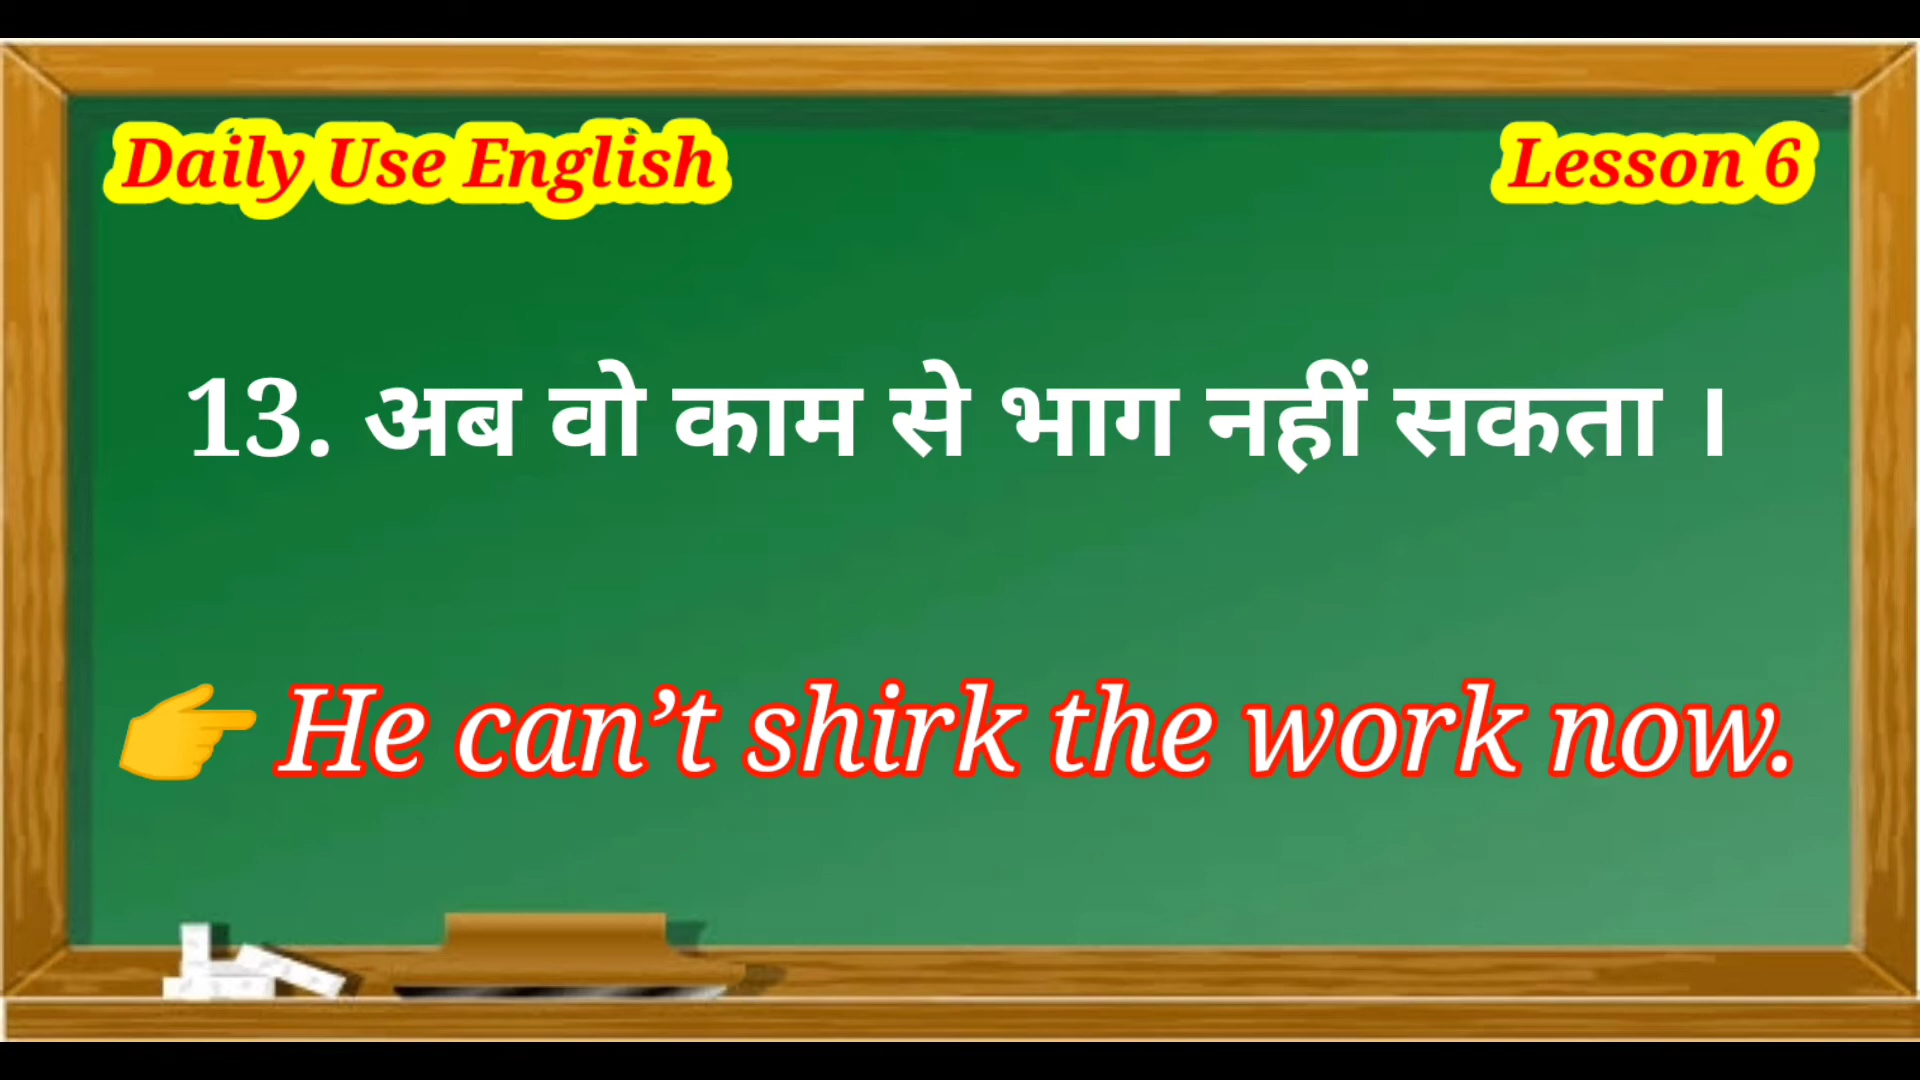 Daily Use English
Lesson 6
13. अब वो काम से भाग नहीं सकता ।
👉 He can’t shirk the work now.